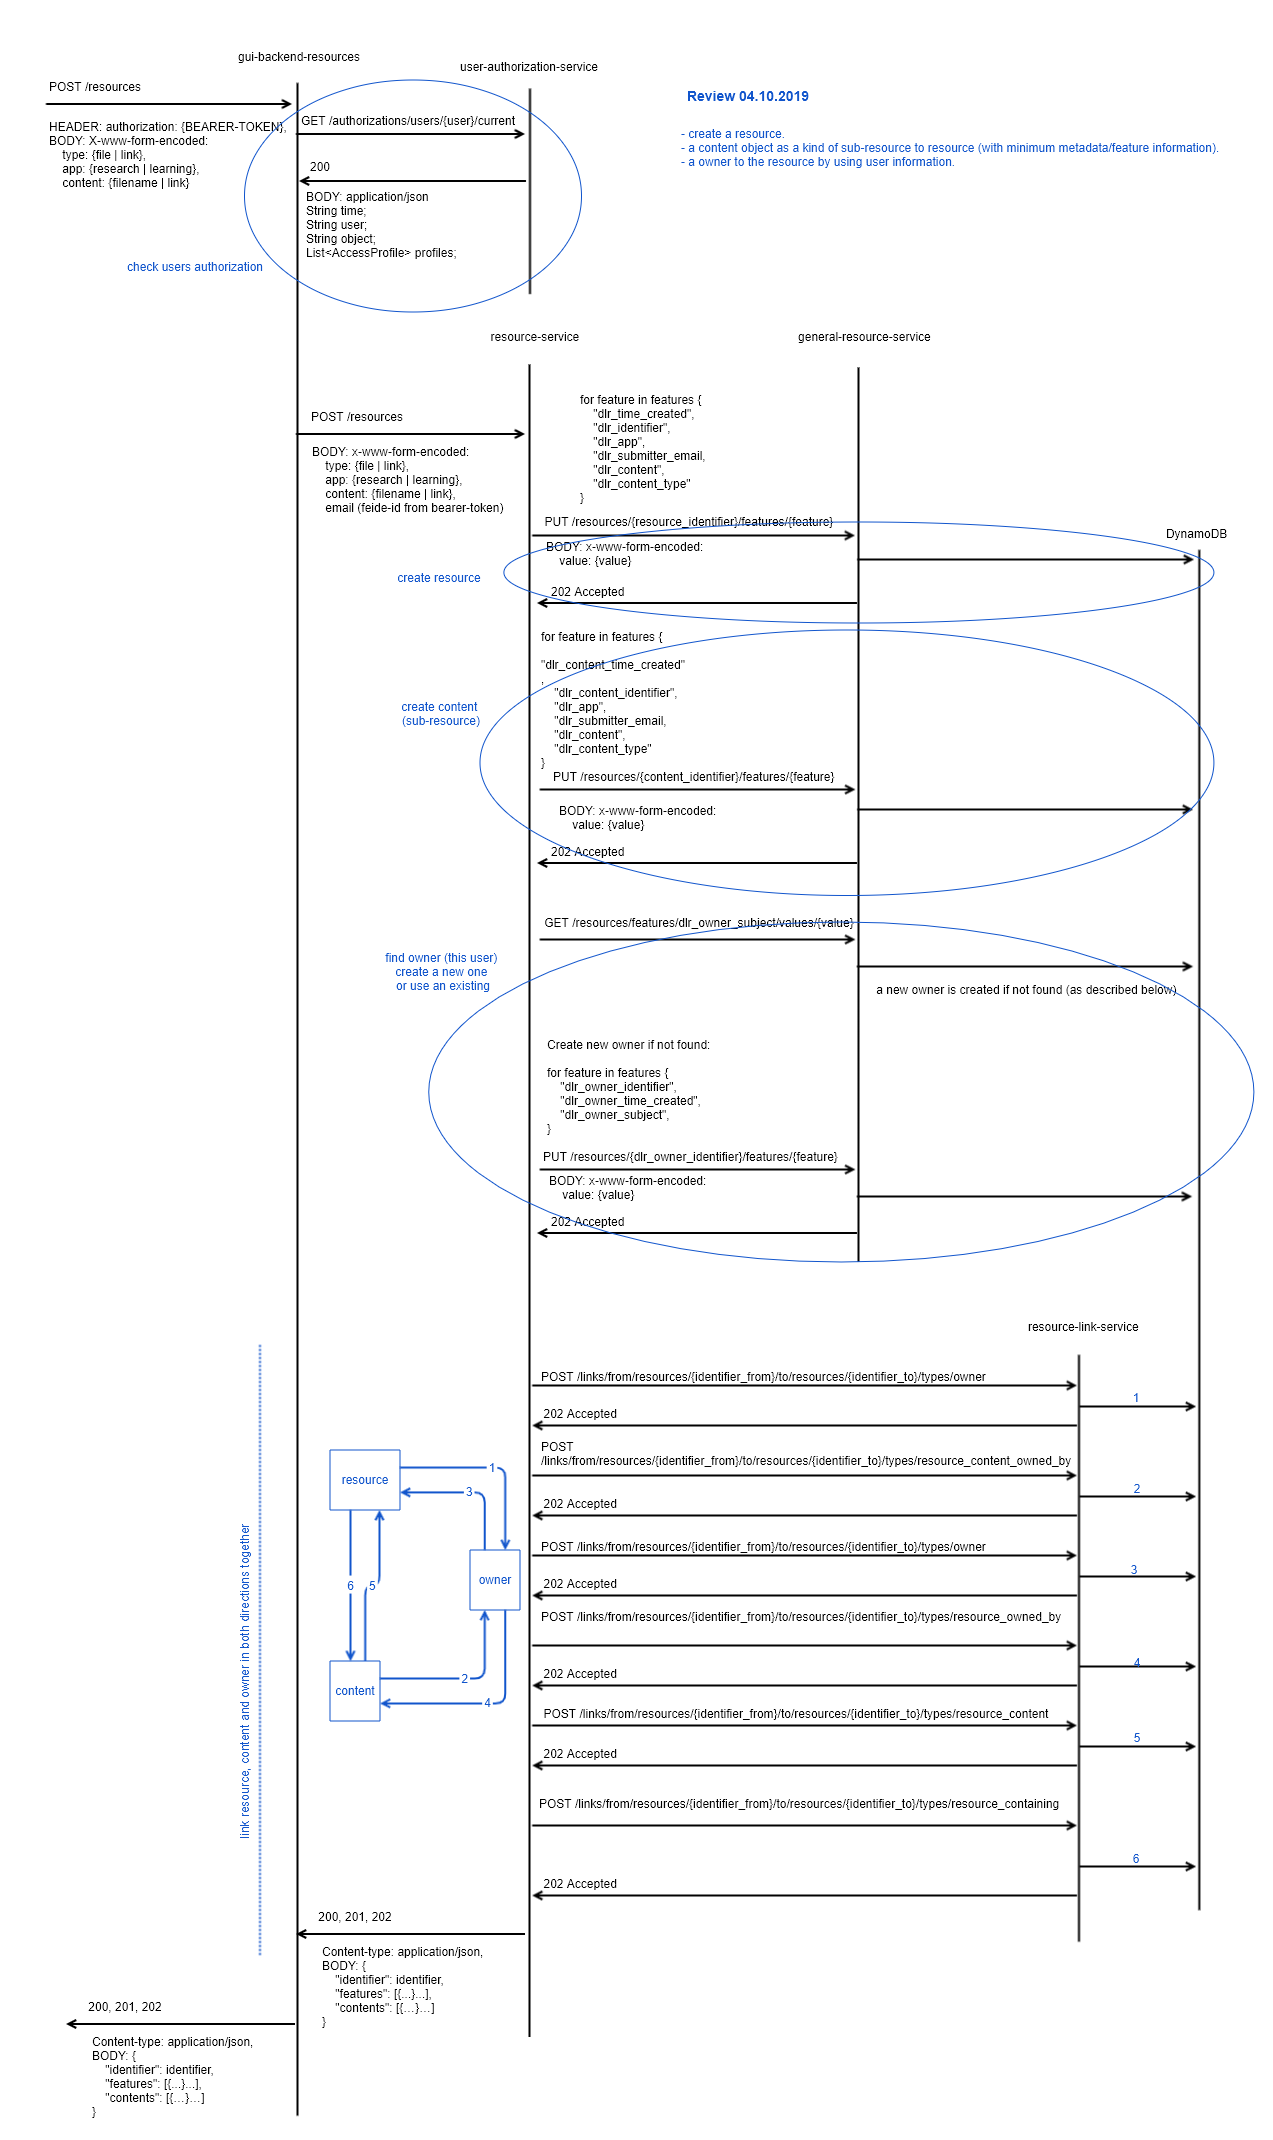 gui-backend-resources
user-authorization-service
POST /resources
Review 04.10.2019
HEADER: authorization: {BEARER-TOKEN},
BODY: X-www-form-encoded:
type: {file | link},
app: {research | learning},
content: {filename | link}
GET /authorizations/users/{user}/current
- create a resource.
- a content object as a kind of sub-resource to resource (with minimum metadata/feature information).
- a owner to the resource by using user information.
200
BODY: application/json
String time;
String user;
String object;
List<AccessProfile> profiles;
check users authorization
resource-service
general-resource-service
for feature in features {
"dlr_time_created",
"dlr_identifier",
"dlr_app",
"dlr_submitter_email,
"dlr_content",
"dlr_content_type"
}
POST /resources
BODY: x-www-form-encoded:
type: {file | link},
app: {research | learning},
content: {filename | link},
email (feide-id from bearer-token)
PUT /resources/{resource_identifier}/features/{feature}
DynamoDB
BODY: x-www-form-encoded:
value: {value}
create resource
202 Accepted
for feature in features {
"dlr_content_time_created"
,
"dlr_content_identifier",
"dlr_app",
"dlr_submitter_email,
"dlr_content",
"dlr_content_type"
}
create content
(sub-resource)
PUT /resources/{content_identifier}/features/{feature}
BODY: x-www-form-encoded:
value: {value}
202 Accepted
GET /resources/features/dlr_owner_subject/values/{value}
find owner (this user)
create a new one
or use an existing
a new owner is created if not found (as described below)
Create new owner if not found:
for feature in features {
"dlr_owner_identifier",
"dlr_owner_time_created",
"dlr_owner_subject",
}
PUT /resources/{dlr_owner_identifier}/features/{feature}
BODY: x-www-form-encoded:
value: {value}
202 Accepted
resource-link-service
POST /links/from/resources/{identifier_from}/to/resources/{identifier_to}/types/owner
1
202 Accepted
POST
/links/from/resources/{identifier_from}/to/resources/{identifier_to}/types/resource_content_owned_by
2
202 Accepted
POST /links/from/resources/{identifier_from}/to/resources/{identifier_to}/types/owner
3
202 Accepted
POST /links/from/resources/{identifier_from}/to/resources/{identifier_to}/types/resource_owned_by
4
202 Accepted
POST /links/from/resources/{identifier_from}/to/resources/{identifier_to}/types/resource_content
5
202 Accepted
POST /links/from/resources/{identifier_from}/to/resources/{identifier_to}/types/resource_containing
6
202 Accepted
resource
1
3
owner
6
5
content
2
4
link resource, content and owner in both directions together
200, 201, 202
Content-type: application/json,
BODY: {
"identifier": identifier,
"features": [{...}...],
"contents": [{...}...]
}
200, 201, 202
Content-type: application/json,
BODY: {
"identifier": identifier,
"features": [{...}...],
"contents": [{...}...]
}